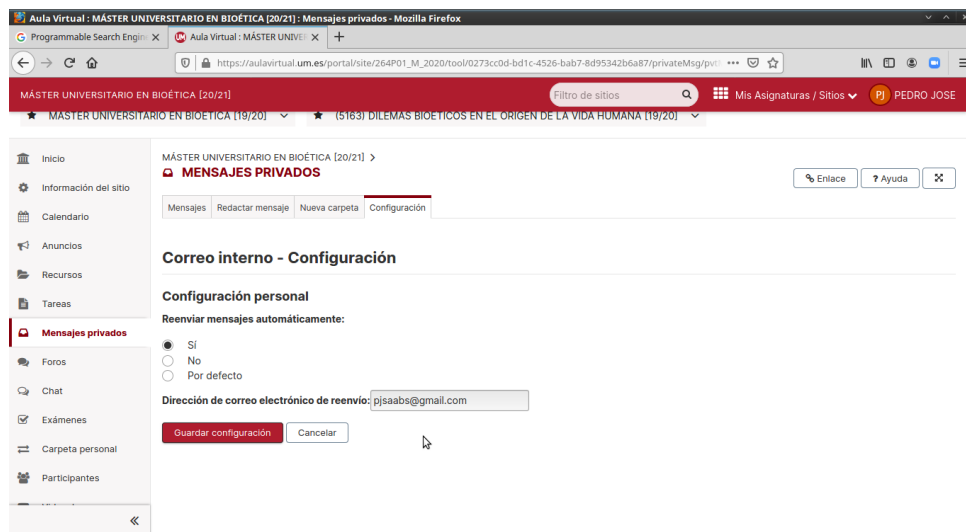 Aula Virtual : MÁSTER UNIVERSITARIO EN BIOÉTICA [20/21] : Mensajes privados - Mozilla Firefox
Programmable Search Engin
Aula Virtual : MÁSTER UNIVE
https://aulavirtual.um.es/portal/site/264P01_M_2020/tool/0273cc0d-bd1c-4526-bab7-8d95342b6a87/privateMsg/pvt
MÁSTER UNIVERSITARIO EN BIOÉTICA [20/21]
Filtro de sitios
Mis Asignaturas / Sitios
PJ
PEDRO JOSE
MÁSTER UNIVERSITARIO EN BIOÉTICA [19/20]
(5163) DILEMAS BIOÉTICOS EN EL ORIGEN DE LA VIDA HUMANA [19/20]
Inicio
Información del sitio
Calendario
Anuncios
Recursos
Tareas
Mensajes privados
Foros
Chat
Exámenes
Carpeta personal
Participantes
MÁSTER UNIVERSITARIO EN BIOÉTICA [20/21] >
MENSAJES PRIVADOS
Enlace
? Ayuda
Mensajes
Redactar mensaje
Nueva carpeta
Configuración
Correo interno - Configuración
Configuración personal
Reenviar mensajes automáticamente:
Sí
No
Por defecto
Dirección de correo electrónico de reenvío: pjsaabs@gmail.com
Guardar configuración
Cancelar